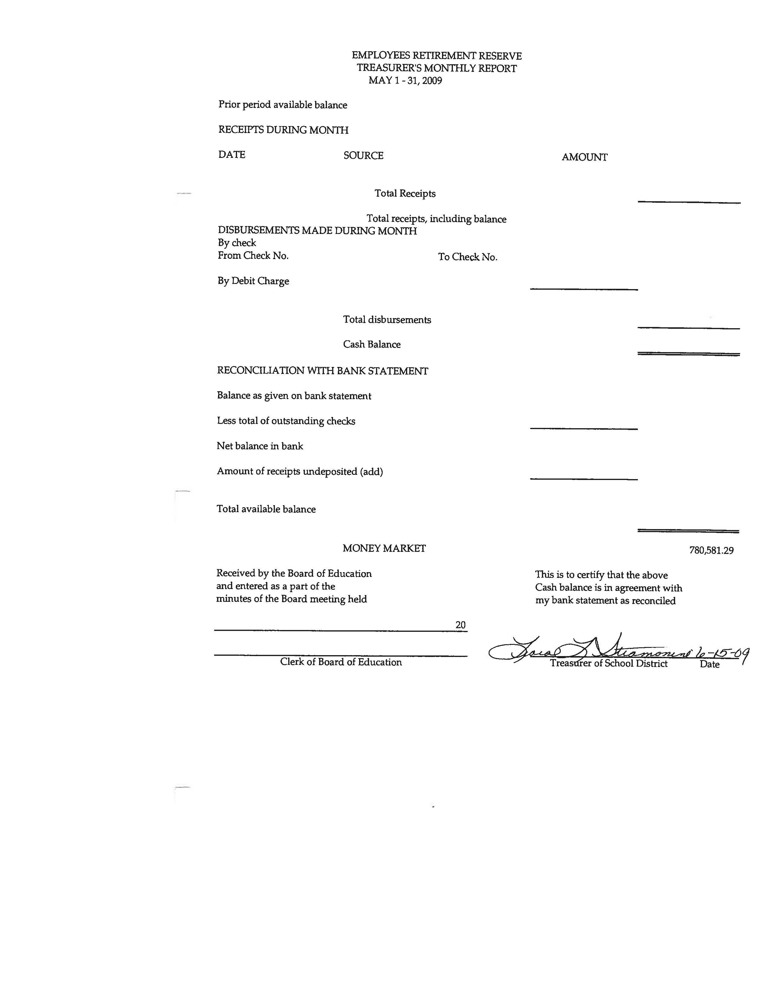 EMPLOYEES RETIREMENT RESERVE
TREASURER'S MONTHLY REPORT
MAY 1 - 31, 2009
Prior period available balance
RECEIPTS DURING MONTH
DATE SOURCE AMOUNT
Total Receipts
Total receipts, including balance
DISBURSEMENTS MADE DURING MONTH
By check
From Check No. To Check No.
By Debit Charge
Total disbursements
Cash Balance
RECONCILIATION WITH BANK STATEMENT
Balance as given on bank statement
Less total of outstanding checks
Net balance in bank
Amount of receipts undeposited (add)
Total available balance
MONEY MARKET 780,581.29
Received by the Board of Education
and entered as a part of the
minutes of the Board meeting held
This is to certify that the above
Cash balance is in agreement with
my bank statement as reconciled
20
6-15-09
Clerk of Board of Education
Treasurer of School District Date